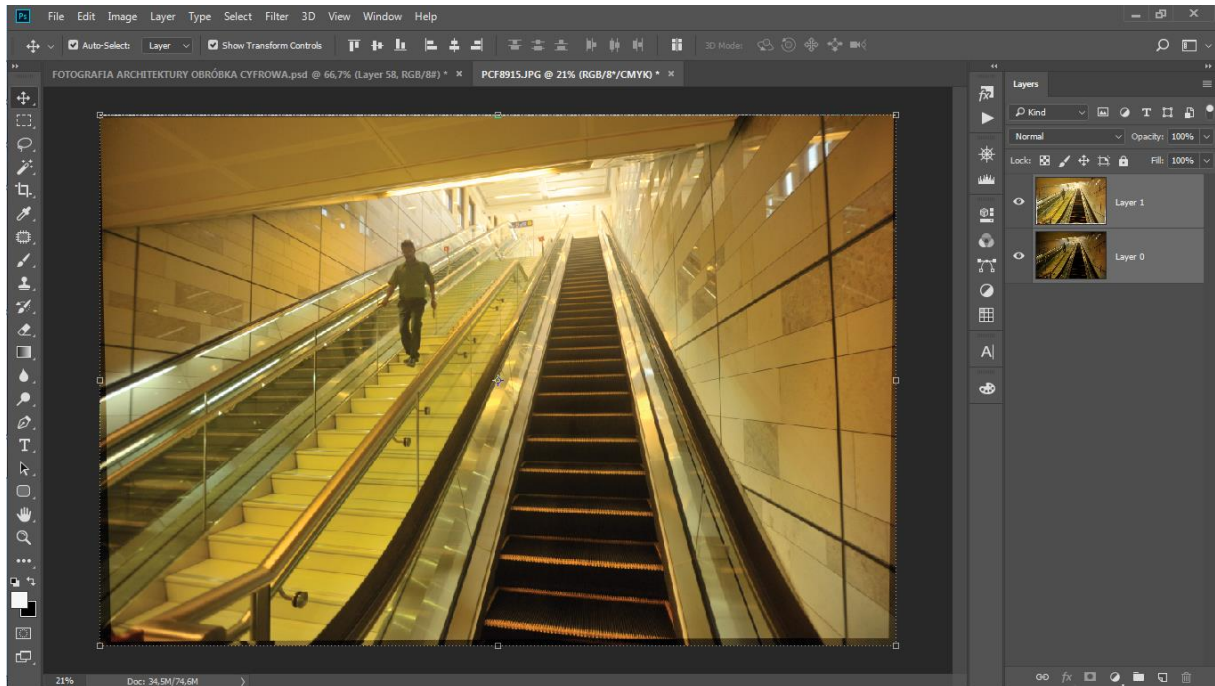 Ps File Edit Image Layer Type Select Filter 3D View Window Help
Auto-Select: Layer Show Transform Controls 3D Mode:
FOTOGRAFIA ARCHITEKTURY OBRÓBKA CYFROWA.psd @ 66,7% (Layer 58, RGB/8#) * × PCF8915.JPG @ 21% (RGB/8*/CMYK) * ×
Layers
Kind
Normal Opacity: 100%
Lock: Fill: 100%
Layer 1
Layer 0
21% Doc: 34,5M/74,6M